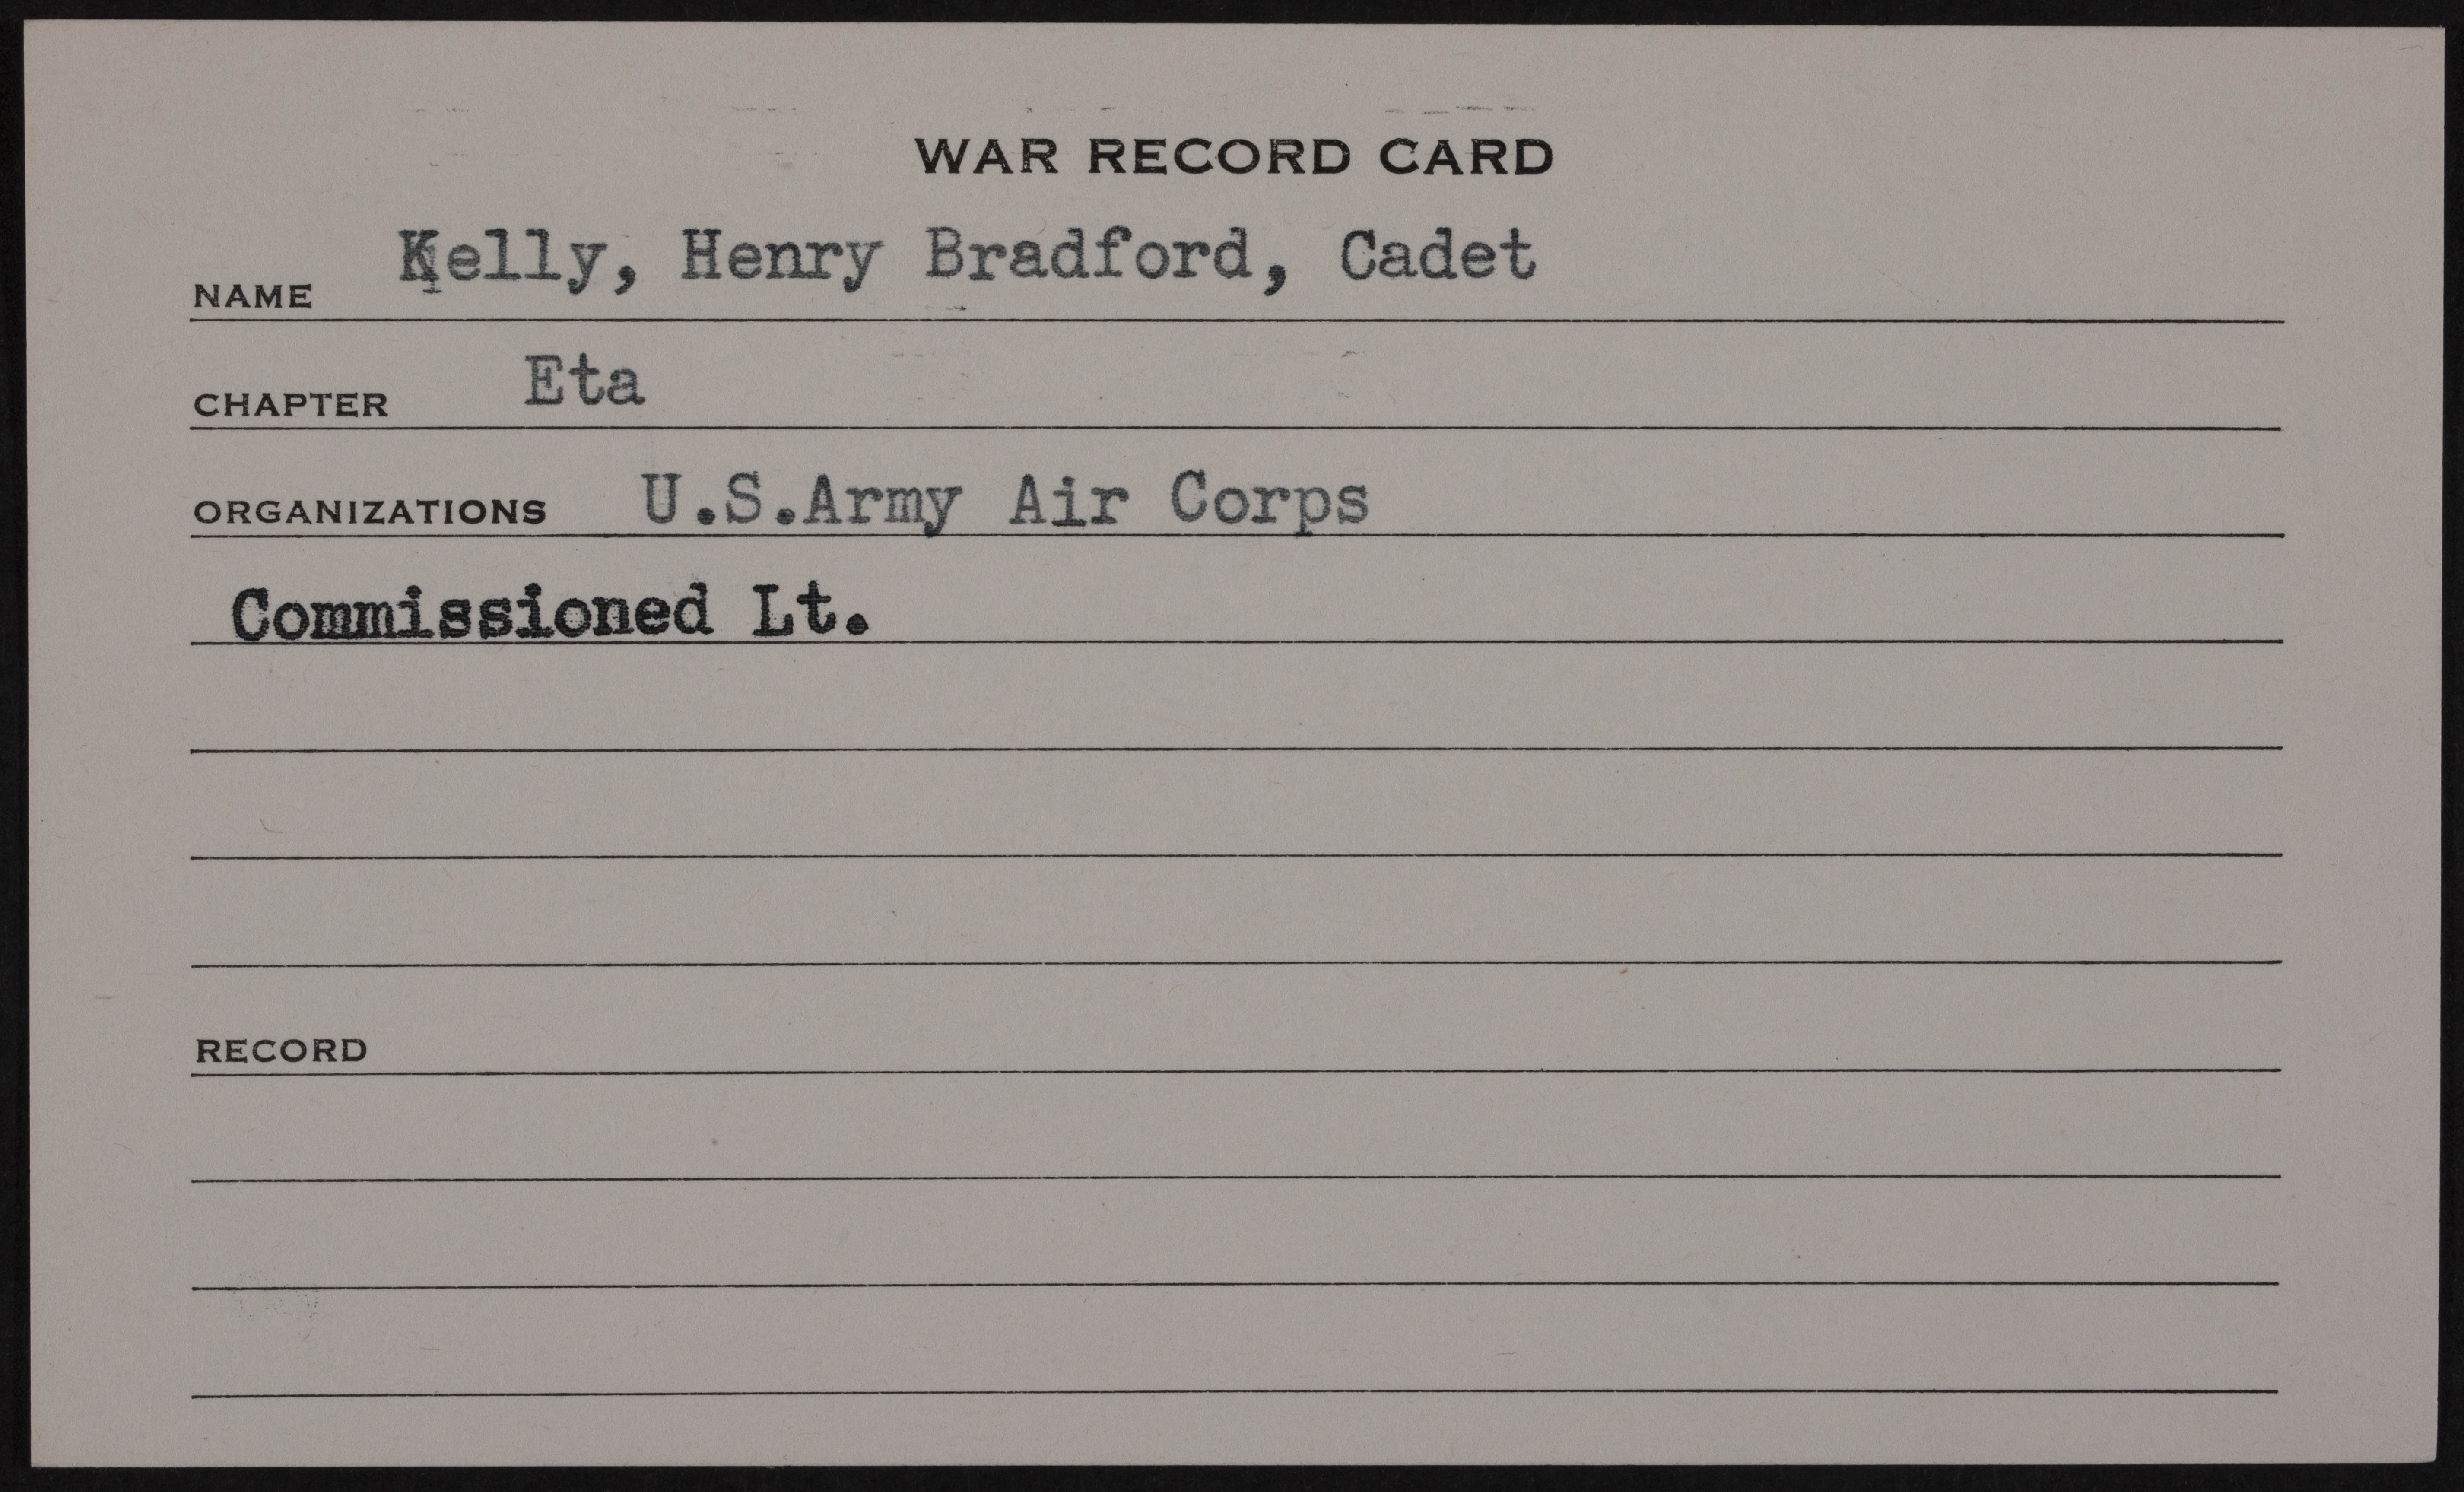 WAR RECORD CARD
NAME Kelly, Henry Bradford, Cadet
CHAPTER Eta
ORGANIZATIONS U.S.Army Air Corps
Commissioned Lt.
RECORD